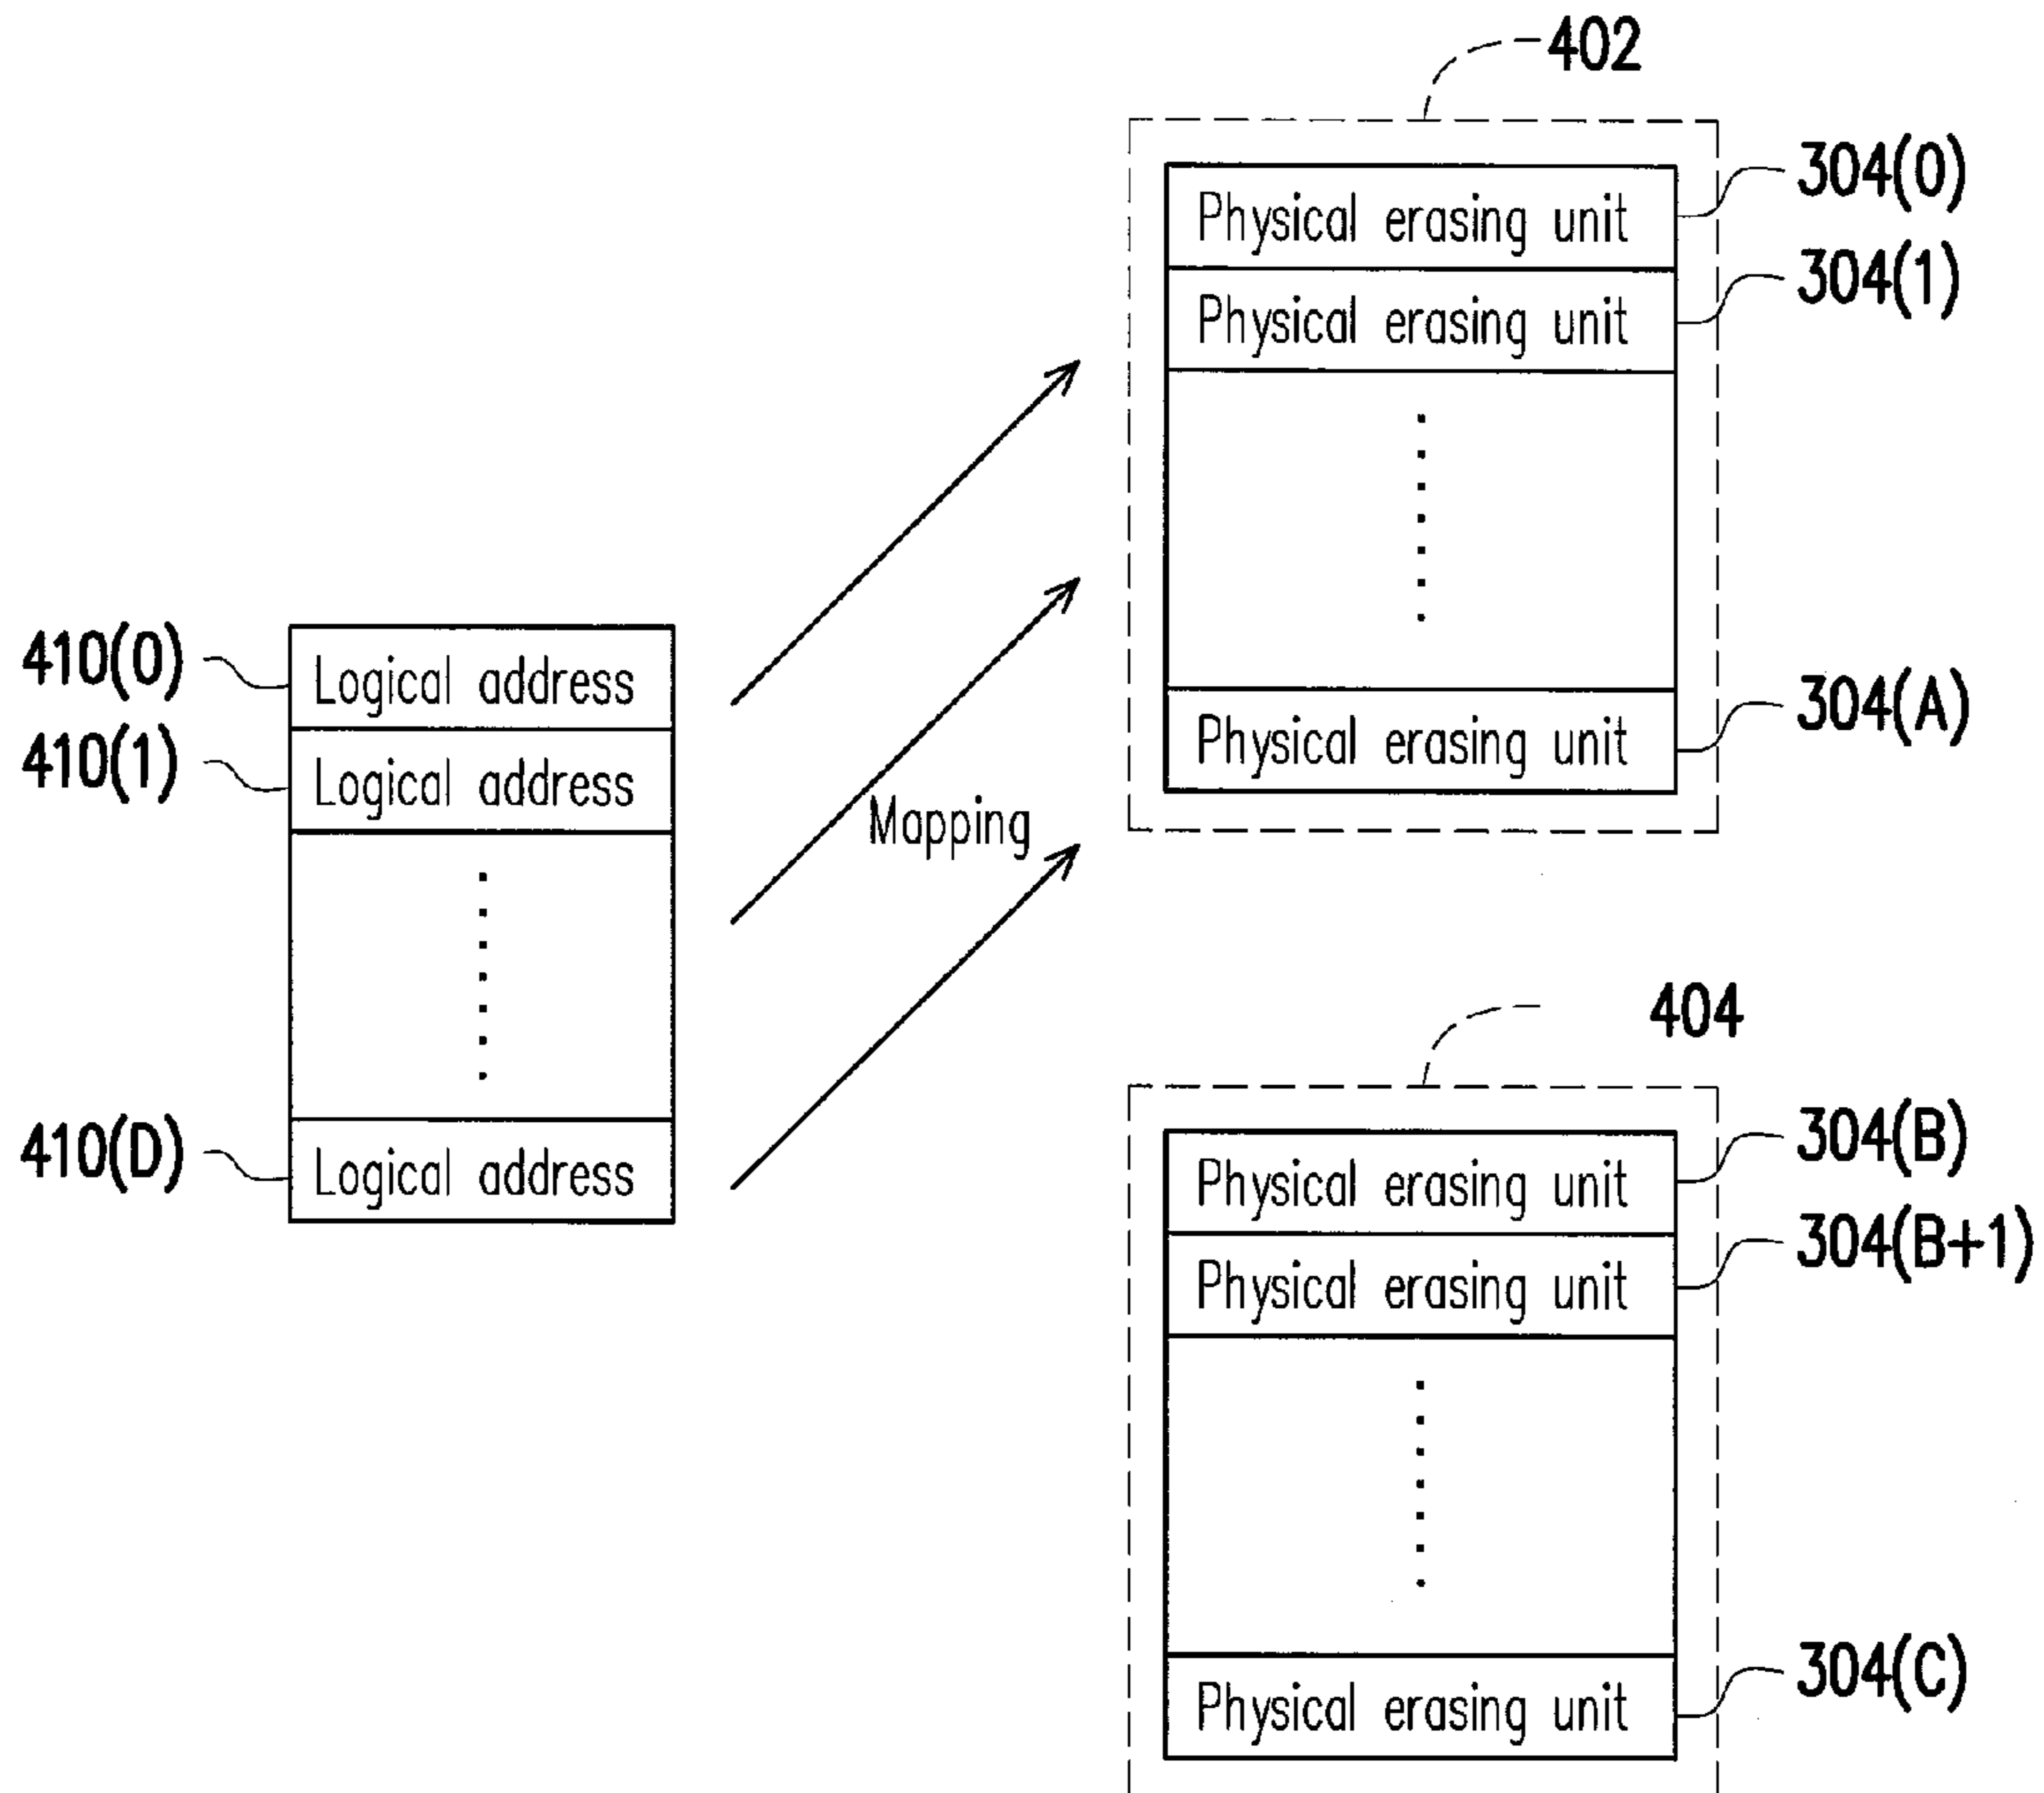 402
304(0)
Physical erasing unit
304(1)
Physical erasing unit
304(A)
Physical erasing unit
410(0)
Logical address
410(1)
Logical address
Mapping
410(D)
Logical address
404
304(B)
Physical erasing unit
304(B+1)
Physical erasing unit
304(C)
Physical erasing unit